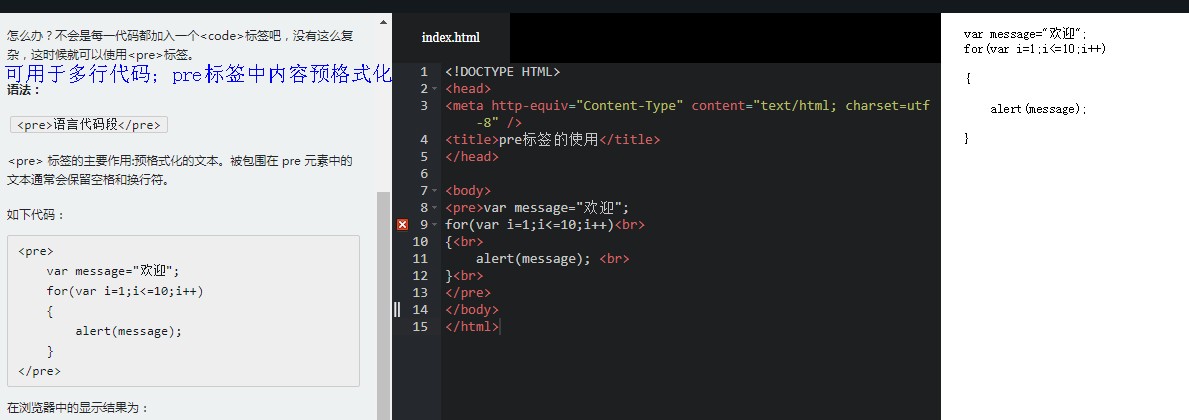 怎么办？不会是每一代码都加入一个<code>标签吧，没有这么复
杂，这时候就可以使用<pre>标签。
可用于多行代码；pre标签中内容预格式化
语法：
<pre>语言代码段</pre>
<pre> 标签的主要作用:预格式化的文本。被包围在 pre 元素中的
文本通常会保留空格和换行符。
如下代码：
<pre>
    var message="欢迎";
    for(var i=1;i<=10;i++)
    {
        alert(message);
    }
</pre>
在浏览器中的显示结果为：
index.html
1 <!DOCTYPE HTML>
2 <head>
3 <meta http-equiv="Content-Type" content="text/html; charset=utf
-8" />
4 <title>pre标签的使用</title>
5 </head>
6
7 <body>
8 <pre>var message="欢迎";
9 for(var i=1;i<=10;i++)<br>
10 {<br>
11     alert(message); <br>
12 }<br>
13 </pre>
14 </body>
15 </html>
var message="欢迎";
for(var i=1;i<=10;i++)
{
    alert(message);
}